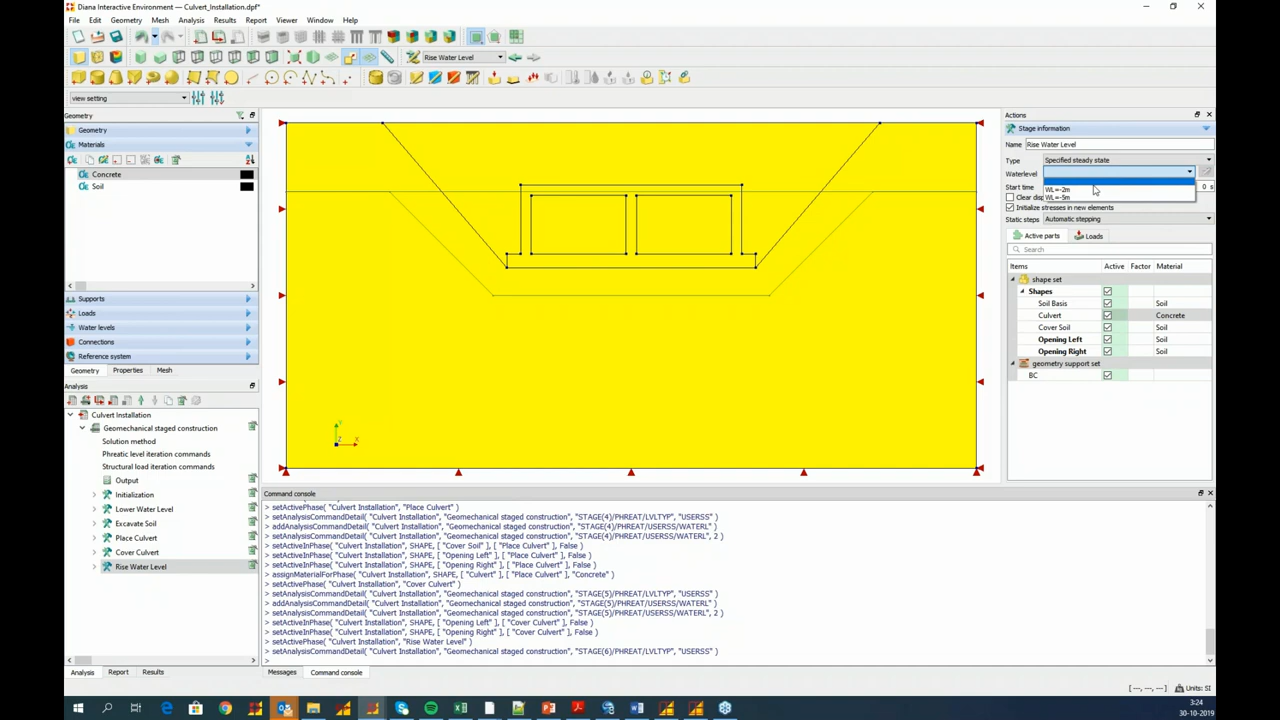 Diana Interactive Environment — Culvert_Installation.dpf*
File Edit Geometry Mesh Analysis Results Report Viewer Window Help
Rise Water Level
view setting
Geometry
Geometry
Materials
Concrete
Soil
Supports
Loads
Water levels
Connections
Reference system
Geometry Properties Mesh
Analysis
Culvert Installation
Geomechanical staged construction
Solution method
Phreatic level iteration commands
Structural load iteration commands
Output
Initialization
Lower Water Level
Excavate Soil
Place Culvert
Cover Culvert
Rise Water Level
Analysis Report Results
Y
Z X
Command console
> setActivePhase( "Culvert Installation", "Place Culvert" )
> setAnalysisCommandDetail( "Culvert Installation", "Geomechanical staged construction", "STAGE(4)/PHREAT/LVLTYP", "USERSS" )
> addAnalysisCommandDetail( "Culvert Installation", "Geomechanical staged construction", "STAGE(4)/PHREAT/USERSS/WATERL" )
> setAnalysisCommandDetail( "Culvert Installation", "Geomechanical staged construction", "STAGE(4)/PHREAT/USERSS/WATERL", 2 )
> setActiveInPhase( "Culvert Installation", SHAPE, [ "Cover Soil" ], [ "Place Culvert" ], False )
> setActiveInPhase( "Culvert Installation", SHAPE, [ "Opening Left" ], [ "Place Culvert" ], False )
> setActiveInPhase( "Culvert Installation", SHAPE, [ "Opening Right" ], [ "Place Culvert" ], False )
> assignMaterialForPhase( "Culvert Installation", SHAPE, [ "Culvert" ], [ "Place Culvert" ], "Concrete" )
> setActivePhase( "Culvert Installation", "Cover Culvert" )
> setAnalysisCommandDetail( "Culvert Installation", "Geomechanical staged construction", "STAGE(5)/PHREAT/LVLTYP", "USERSS" )
> addAnalysisCommandDetail( "Culvert Installation", "Geomechanical staged construction", "STAGE(5)/PHREAT/USERSS/WATERL" )
> setAnalysisCommandDetail( "Culvert Installation", "Geomechanical staged construction", "STAGE(5)/PHREAT/USERSS/WATERL", 2 )
> setActiveInPhase( "Culvert Installation", SHAPE, [ "Opening Left" ], [ "Cover Culvert" ], False )
> setActiveInPhase( "Culvert Installation", SHAPE, [ "Opening Right" ], [ "Cover Culvert" ], False )
> setActivePhase( "Culvert Installation", "Rise Water Level" )
> setAnalysisCommandDetail( "Culvert Installation", "Geomechanical staged construction", "STAGE(6)/PHREAT/LVLTYP", "USERSS" )
>
Messages Command console
Actions
Stage information
Name Rise Water Level
Type Specified steady state
Waterlevel
WL=-2m
Start time 0 s
WL=-5m
Clear disp
Initialize stresses in new elements
Static steps Automatic stepping
Active parts Loads
Search
Items Active Factor Material
shape set
Shapes
Soil Basis Soil
Culvert Concrete
Cover Soil Soil
Opening Left Soil
Opening Right Soil
geometry support set
BC
[ ---, ---, --- ] Units: SI
3:24
30-10-2019